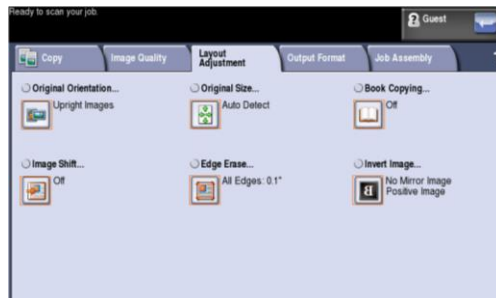 Ready to scan your job.
Guest
Copy
Image Quality
Layout
Adjustment
Output Format
Job Assembly
Original Orientation...
Upright Images
Original Size...
Auto Detect
Book Copying...
Off
Image Shift...
Off
Edge Erase...
All Edges: 0.1"
Invert Image...
No Mirror Image
Positive Image